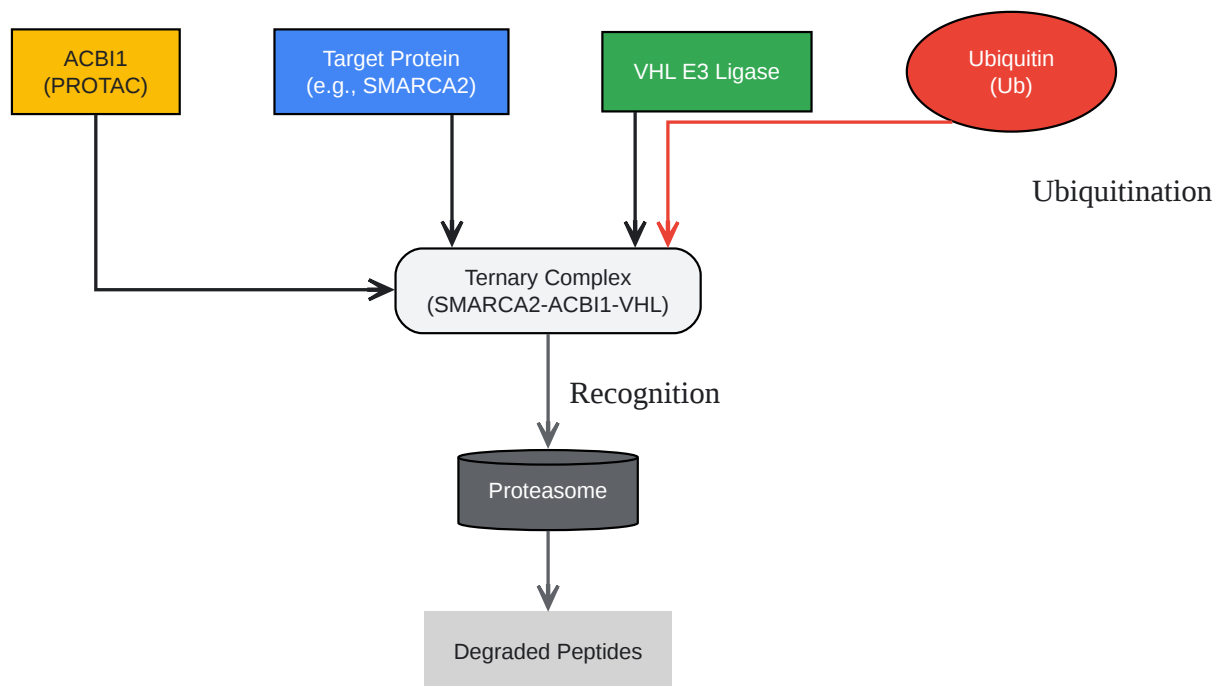 ACBI1
(PROTAC)
Target Protein
(e.g., SMARCA2)
VHL E3 Ligase
Ubiquitin
(Ub)
Ubiquitination
Ternary Complex
(SMARCA2-ACBI1-VHL)
Recognition
Proteasome
Degraded Peptides